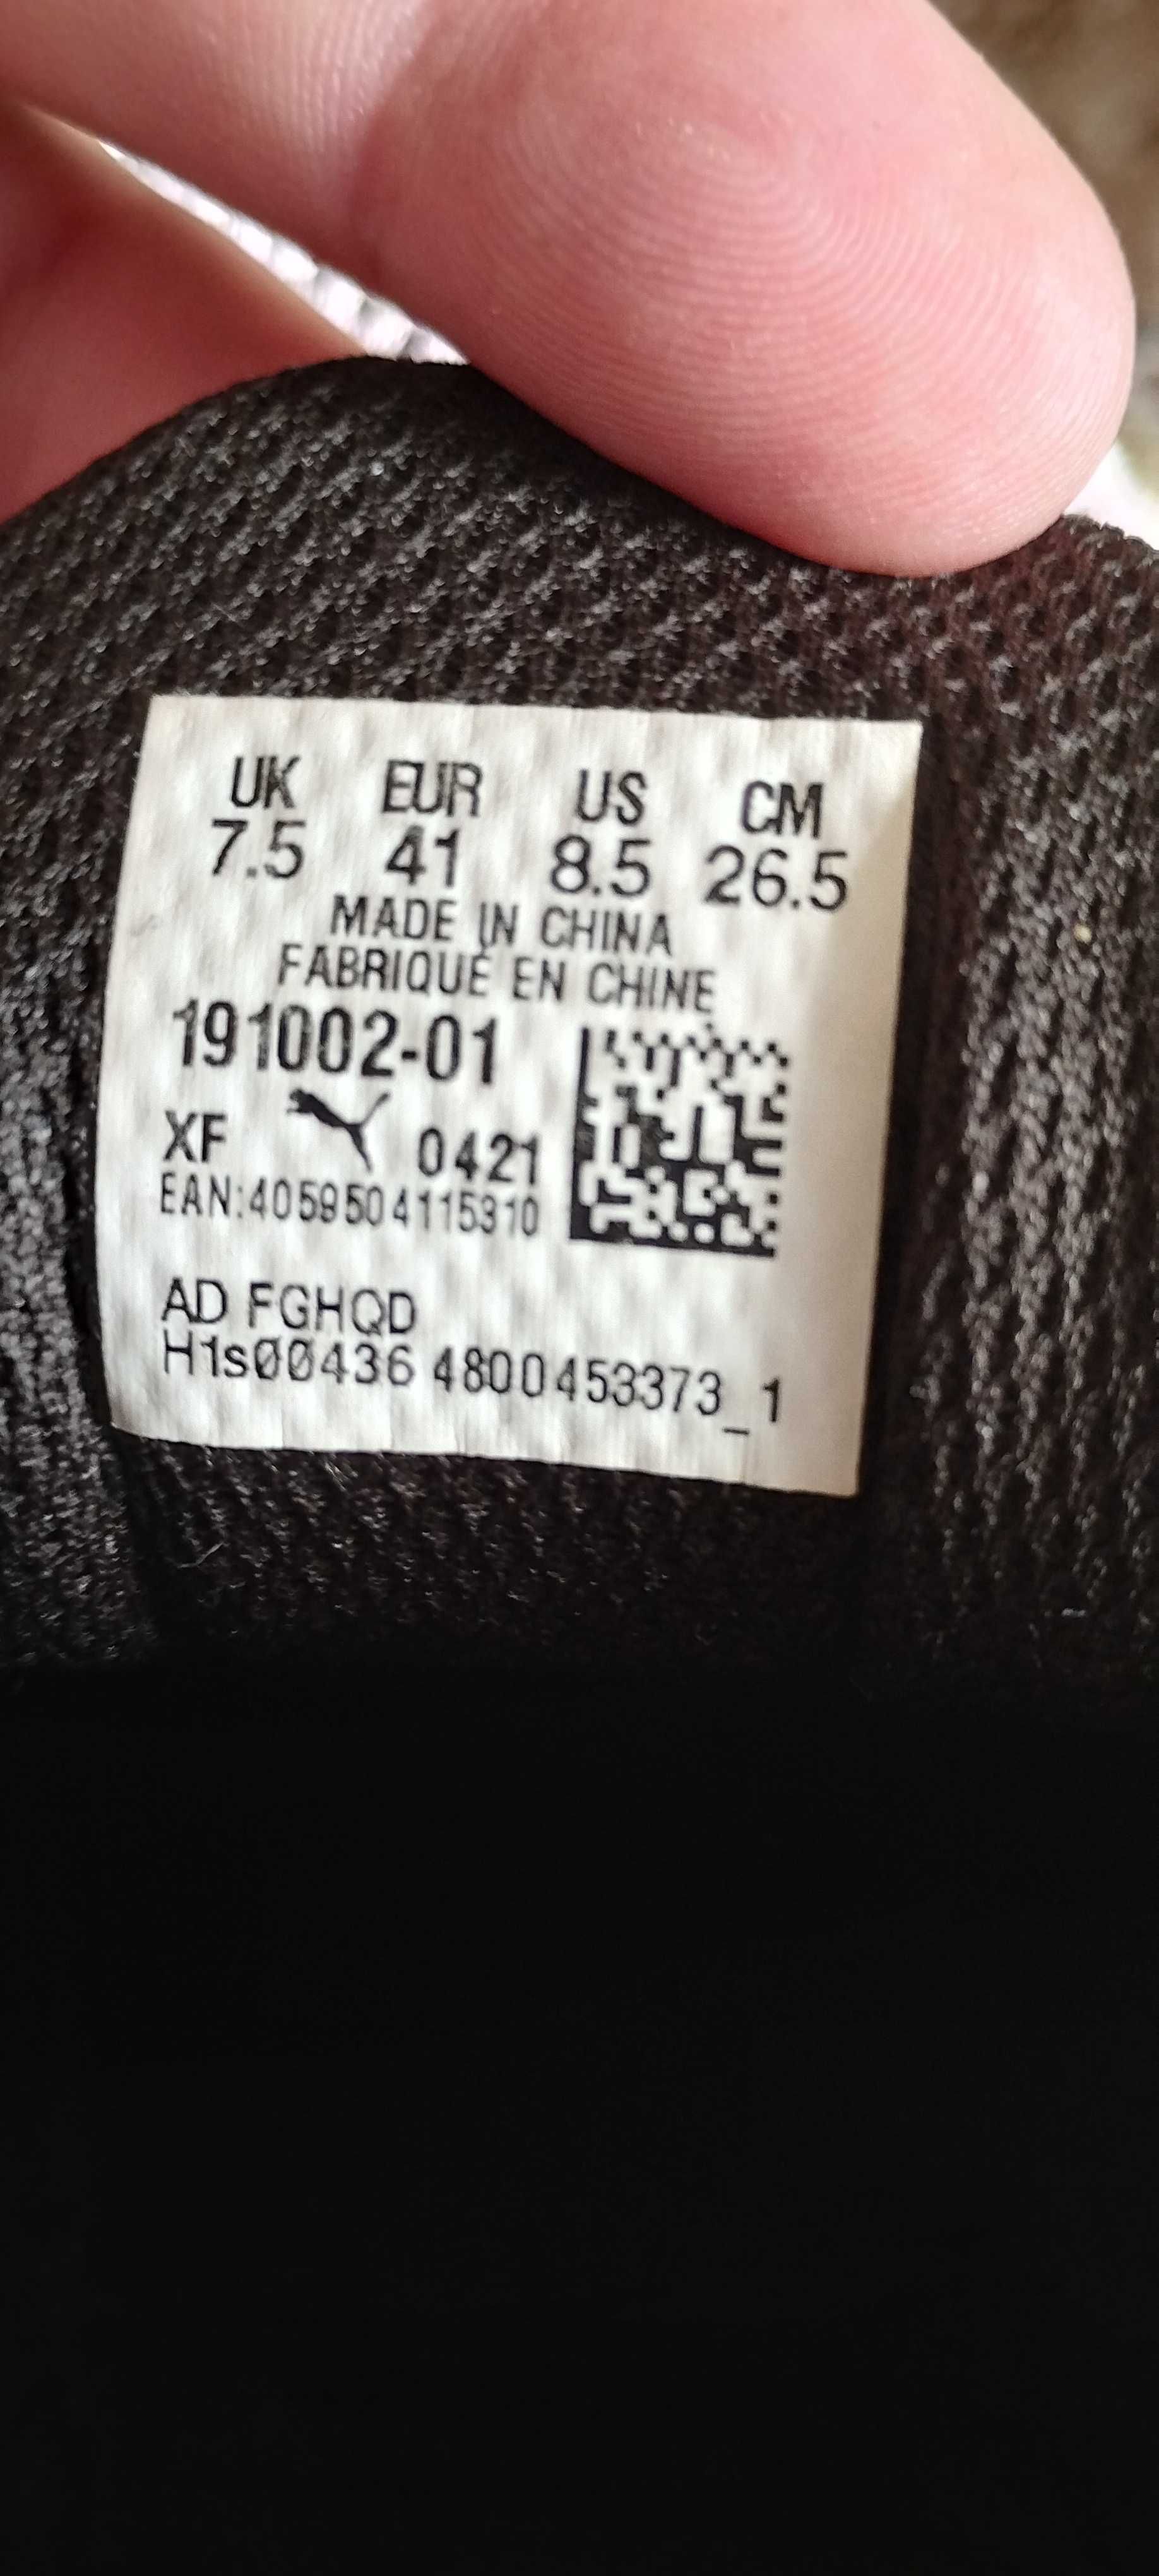 UK EUR US CM
7.5 41 8.5 26.5
MADE IN CHINA
FABRIQUÉ EN CHINE
191002-01
XF 0421
EAN:4059504115310
AD FGHQD
H1s00436 4800453373_1